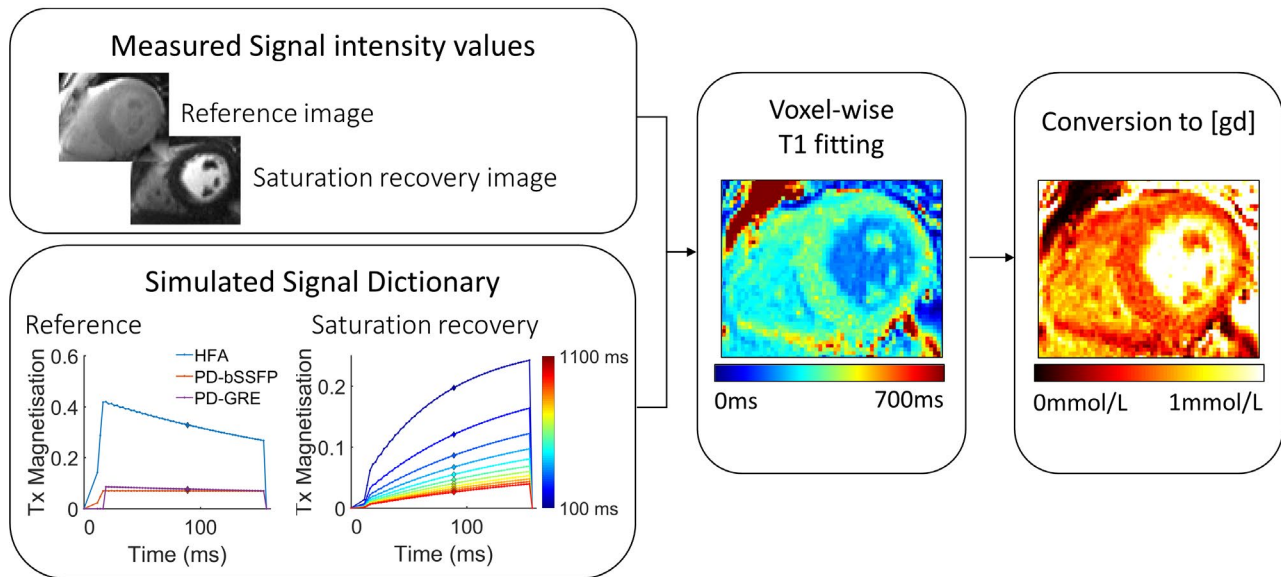 Measured Signal intensity values
Reference image
Saturation recovery image
Simulated Signal Dictionary
Reference
Saturation recovery
0.6
0.4
0.2
0
Tx Magnetisation
HFA
PD-bSSFP
PD-GRE
0
100
Time (ms)
0.2
0.1
0
Tx Magnetisation
0
100
Time (ms)
1100 ms
100 ms
Voxel-wise
T1 fitting
0ms
700ms
Conversion to [gd]
0mmol/L
1mmol/L